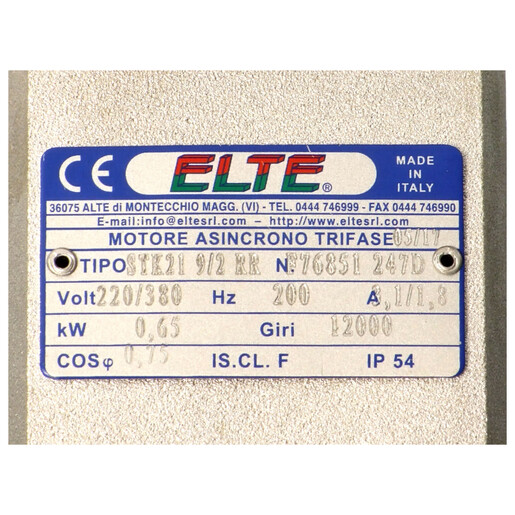 CE ELTE ® MADE IN ITALY
36075 ALTE di MONTECCHIO MAGG. (VI) - TEL. 0444 746999 - FAX 0444 746990
E-mail:info@eltesrl.com – http://www.eltesrl.com
MOTORE ASINCRONO TRIFASE 05/17
TIPO STK21 9/2 RR N. F76851 247D
Volt 220/380 Hz 200 A 3,1/1,8
kW 0,65 Giri 12000
COS φ 0,75 IS.CL. F IP 54